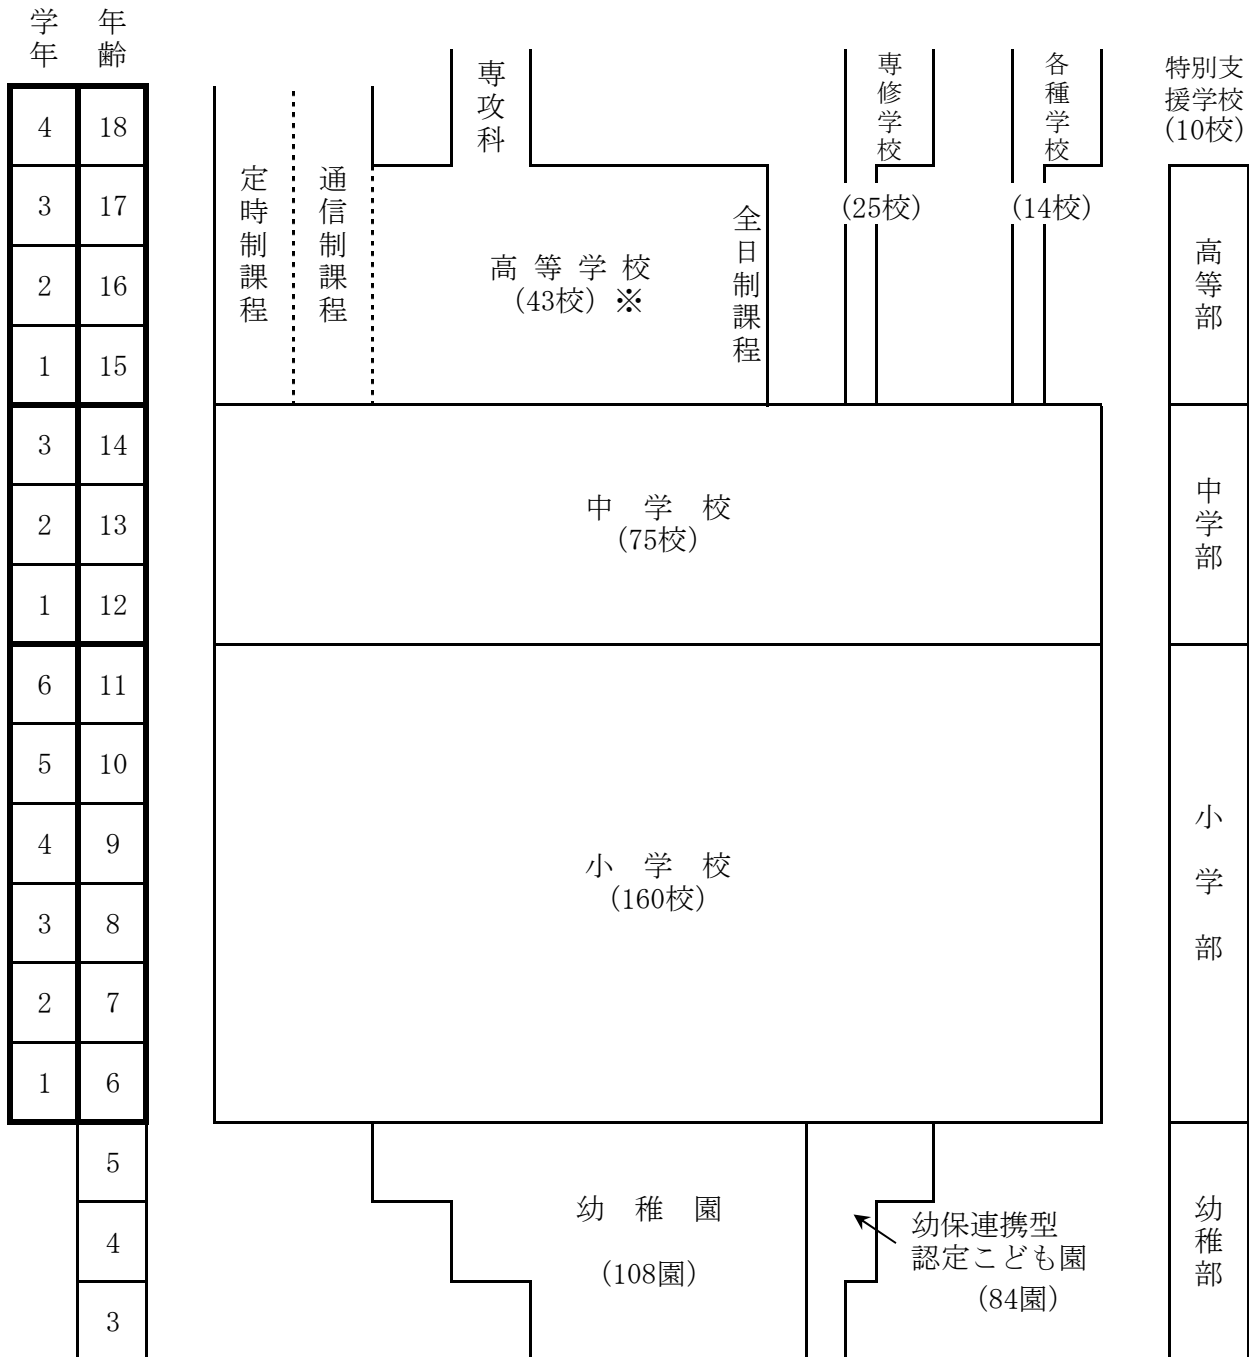 学年
年齢
専攻科
専修学校
各種学校
特別支
援学校
(10校)
4 18
3 17
2 16
1 15
3 14
2 13
1 12
6 11
5 10
4 9
3 8
2 7
1 6
5
4
3
定時制課程
通信制課程
高等学校
(43校)※
全日制課程
(25校)
(14校)
高等部
中学校
(75校)
中学部
小学校
(160校)
小学部
幼稚園
(108園)
幼保連携型
認定こども園
(84園)
幼稚部